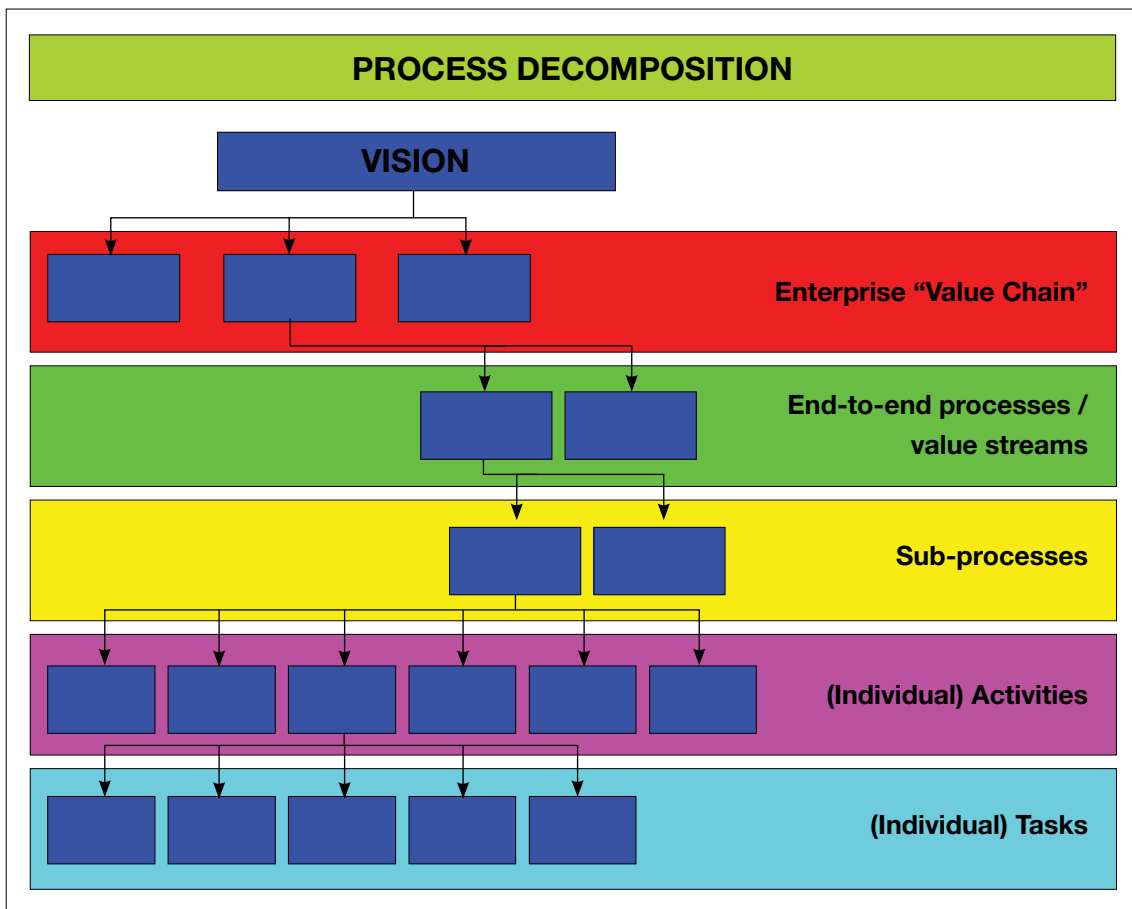 PROCESS DECOMPOSITION
VISION
Enterprise “Value Chain”
End-to-end processes /
value streams
Sub-processes
(Individual) Activities
(Individual) Tasks